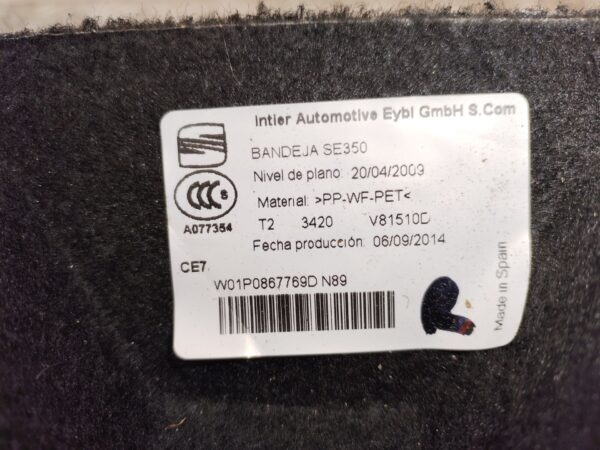 Intier Automotive Eybl GmbH S.Com
BANDEJA SE350
Nivel de plano: 20/04/2009
Material: >PP-WF-PET<
CCC S
A077354
T2 3420 V81510D
Fecha producción: 06/09/2014
CE7
W01P0867769D N89
Made in Spain